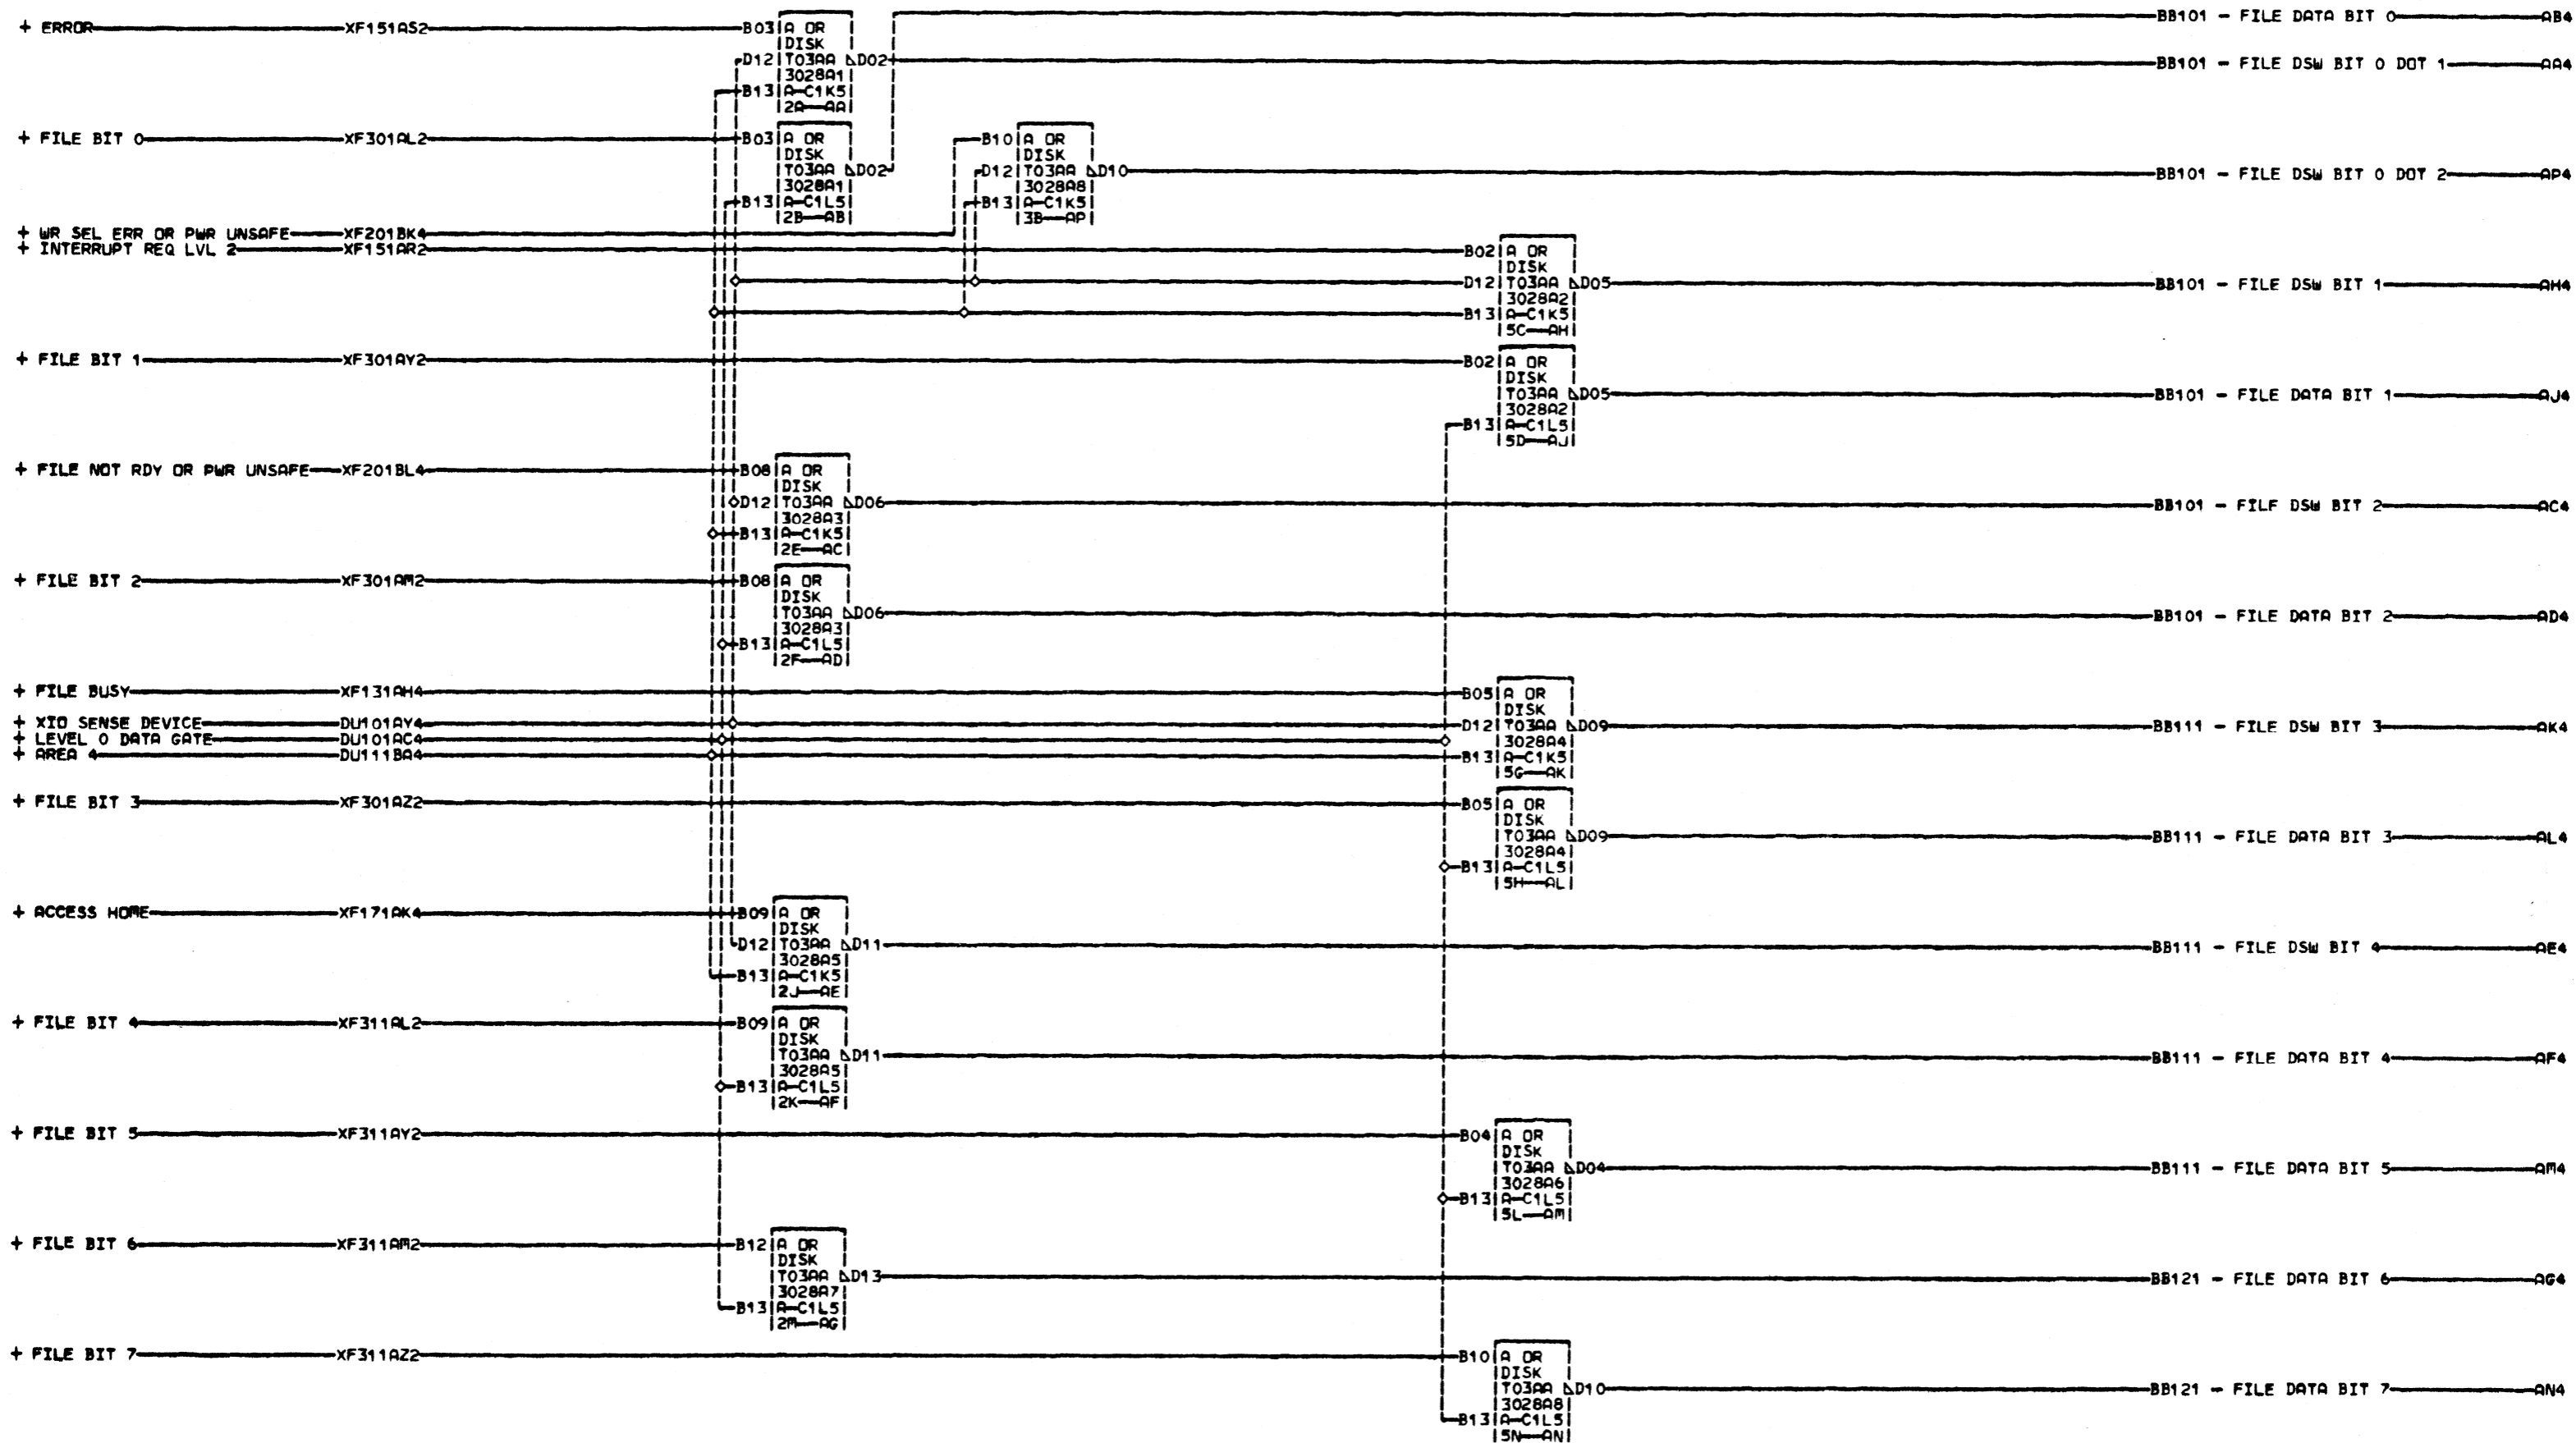 + ERROR XF151AS2 B03 A OR BB101 - FILE DATA BIT 0 AB4
DISK
D12 T03AA D02 BB101 - FILE DSW BIT 0 DOT 1 AA4
3028A1
B13 A-C1K5
2A AA
+ FILE BIT 0 XF301AL2 B03 A OR B10 A OR
DISK DISK
T03AA D02 D12 T03AA D10 BB101 - FILE DSW BIT 0 DOT 2 AP4
3028A1 3028A8
B13 A-C1L5 B13 A-C1K5
2B AB 3B AP
+ WR SEL ERR OR PWR UNSAFE XF201BK4
+ INTERRUPT REQ LVL 2 XF151AR2 B02 A OR
DISK
D12 T03AA D05 BB101 - FILE DSW BIT 1 AH4
3028A2
B13 A-C1K5
5C AH
+ FILE BIT 1 XF301AY2 B02 A OR
DISK
T03AA D05 BB101 - FILE DATA BIT 1 AJ4
3028A2
B13 A-C1L5
5D AJ
+ FILE NOT RDY OR PWR UNSAFE XF201BL4 B08 A OR
DISK
D12 T03AA D06 BB101 - FILF DSW BIT 2 AC4
3028A3
B13 A-C1K5
2E AC
+ FILE BIT 2 XF301AM2 B08 A OR
DISK
T03AA D06 BB101 - FILE DATA BIT 2 AD4
3028A3
B13 A-C1L5
2F AD
+ FILE BUSY XF131AH4 B05 A OR
DISK
+ XIO SENSE DEVICE DU101AY4 D12 T03AA D09 BB111 - FILE DSW BIT 3 AK4
+ LEVEL 0 DATA GATE DU101AC4 3028A4
+ AREA 4 DU111BA4 B13 A-C1K5
5G AK
+ FILE BIT 3 XF301AZ2 B05 A OR
DISK
T03AA D09 BB111 - FILE DATA BIT 3 AL4
3028A4
B13 A-C1L5
5H AL
+ ACCESS HOME XF171AK4 B09 A OR
DISK
D12 T03AA D11 BB111 - FILE DSW BIT 4 AE4
3028A5
B13 A-C1K5
2J AE
+ FILE BIT 4 XF311AL2 B09 A OR
DISK
T03AA D11 BB111 - FILE DATA BIT 4 AF4
3028A5
B13 A-C1L5
2K AF
+ FILE BIT 5 XF311AY2 B04 A OR
DISK
T03AA D04 BB111 - FILE DATA BIT 5 AM4
3028A6
B13 A-C1L5
5L AM
+ FILE BIT 6 XF311AM2 B12 A OR
DISK
T03AA D13 BB121 - FILE DATA BIT 6 AG4
3028A7
B13 A-C1L5
2M AG
+ FILE BIT 7 XF311AZ2 B10 A OR
DISK
T03AA D10 BB121 - FILE DATA BIT 7 AN4
3028A8
B13 A-C1L5
5N AN